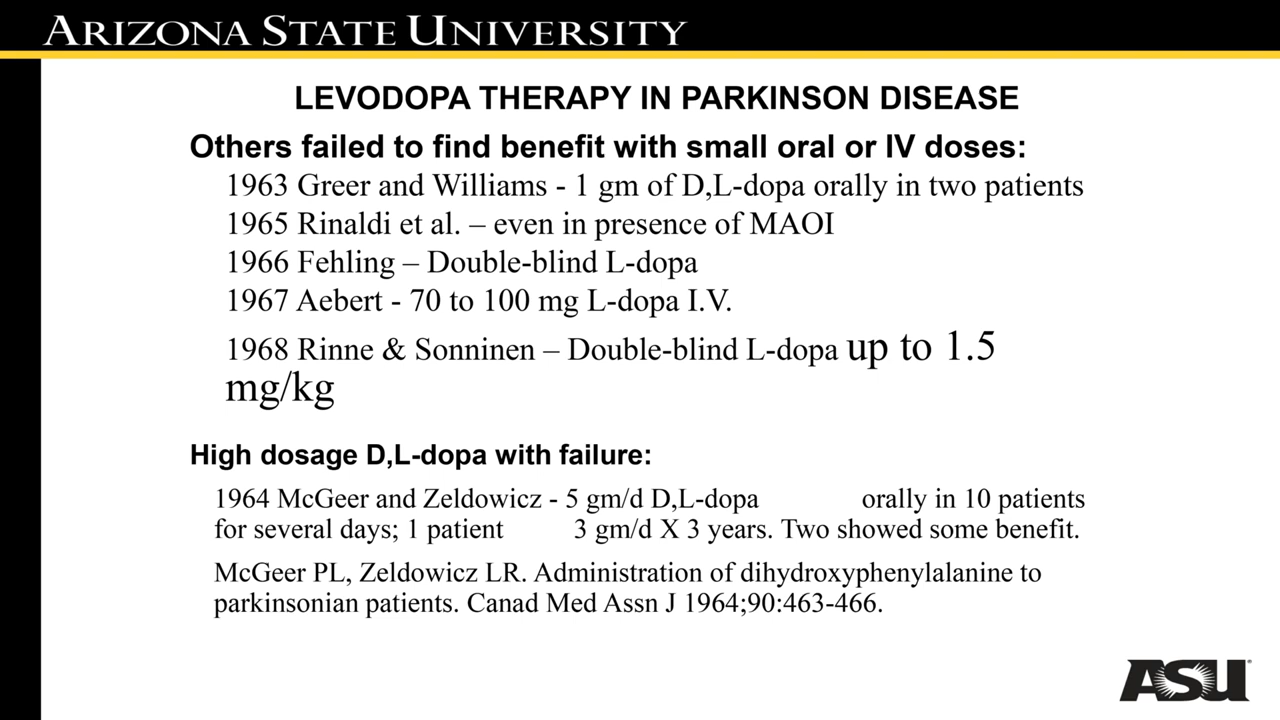 ARIZONA STATE UNIVERSITY
LEVODOPA THERAPY IN PARKINSON DISEASE
Others failed to find benefit with small oral or IV doses:
1963 Greer and Williams - 1 gm of D,L-dopa orally in two patients
1965 Rinaldi et al. – even in presence of MAOI
1966 Fehling – Double-blind L-dopa
1967 Aebert - 70 to 100 mg L-dopa I.V.
1968 Rinne & Sonninen – Double-blind L-dopa up to 1.5
mg/kg
High dosage D,L-dopa with failure:
1964 McGeer and Zeldowicz - 5 gm/d D,L-dopa orally in 10 patients
for several days; 1 patient 3 gm/d X 3 years. Two showed some benefit.
McGeer PL, Zeldowicz LR. Administration of dihydroxyphenylalanine to
parkinsonian patients. Canad Med Assn J 1964;90:463-466.
ASU